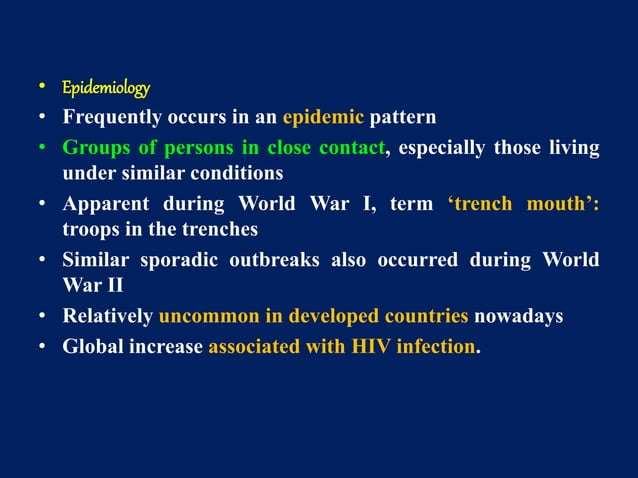 • Epidemiology
• Frequently occurs in an epidemic pattern
• Groups of persons in close contact, especially those living
under similar conditions
• Apparent during World War I, term ‘trench mouth’:
troops in the trenches
• Similar sporadic outbreaks also occurred during World
War II
• Relatively uncommon in developed countries nowadays
• Global increase associated with HIV infection.